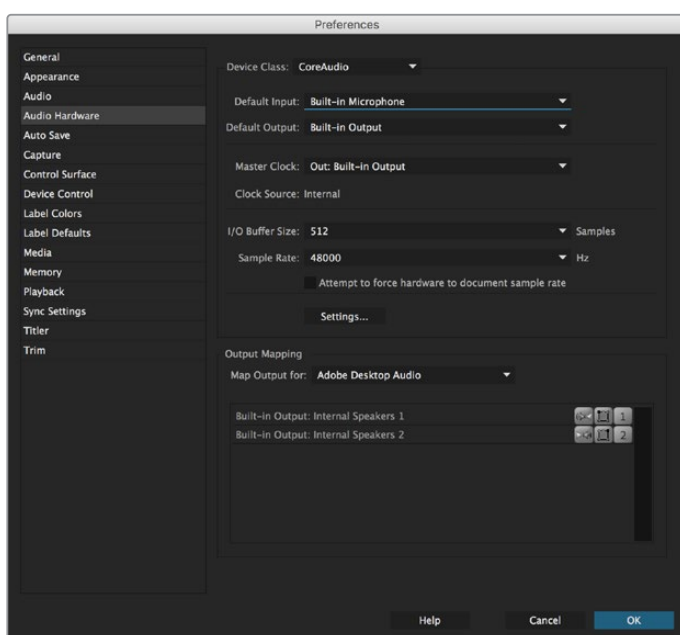 Preferences
General
Appearance
Audio
Audio Hardware
Auto Save
Capture
Control Surface
Device Control
Label Colors
Label Defaults
Media
Memory
Playback
Sync Settings
Titler
Trim
Device Class: CoreAudio
Default Input: Built-in Microphone
Default Output: Built-in Output
Master Clock: Out: Built-in Output
Clock Source: Internal
I/O Buffer Size: 512 Samples
Sample Rate: 48000 Hz
Attempt to force hardware to document sample rate
Settings...
Output Mapping
Map Output for: Adobe Desktop Audio
Built-in Output: Internal Speakers 1 1
Built-in Output: Internal Speakers 2 2
Help Cancel OK